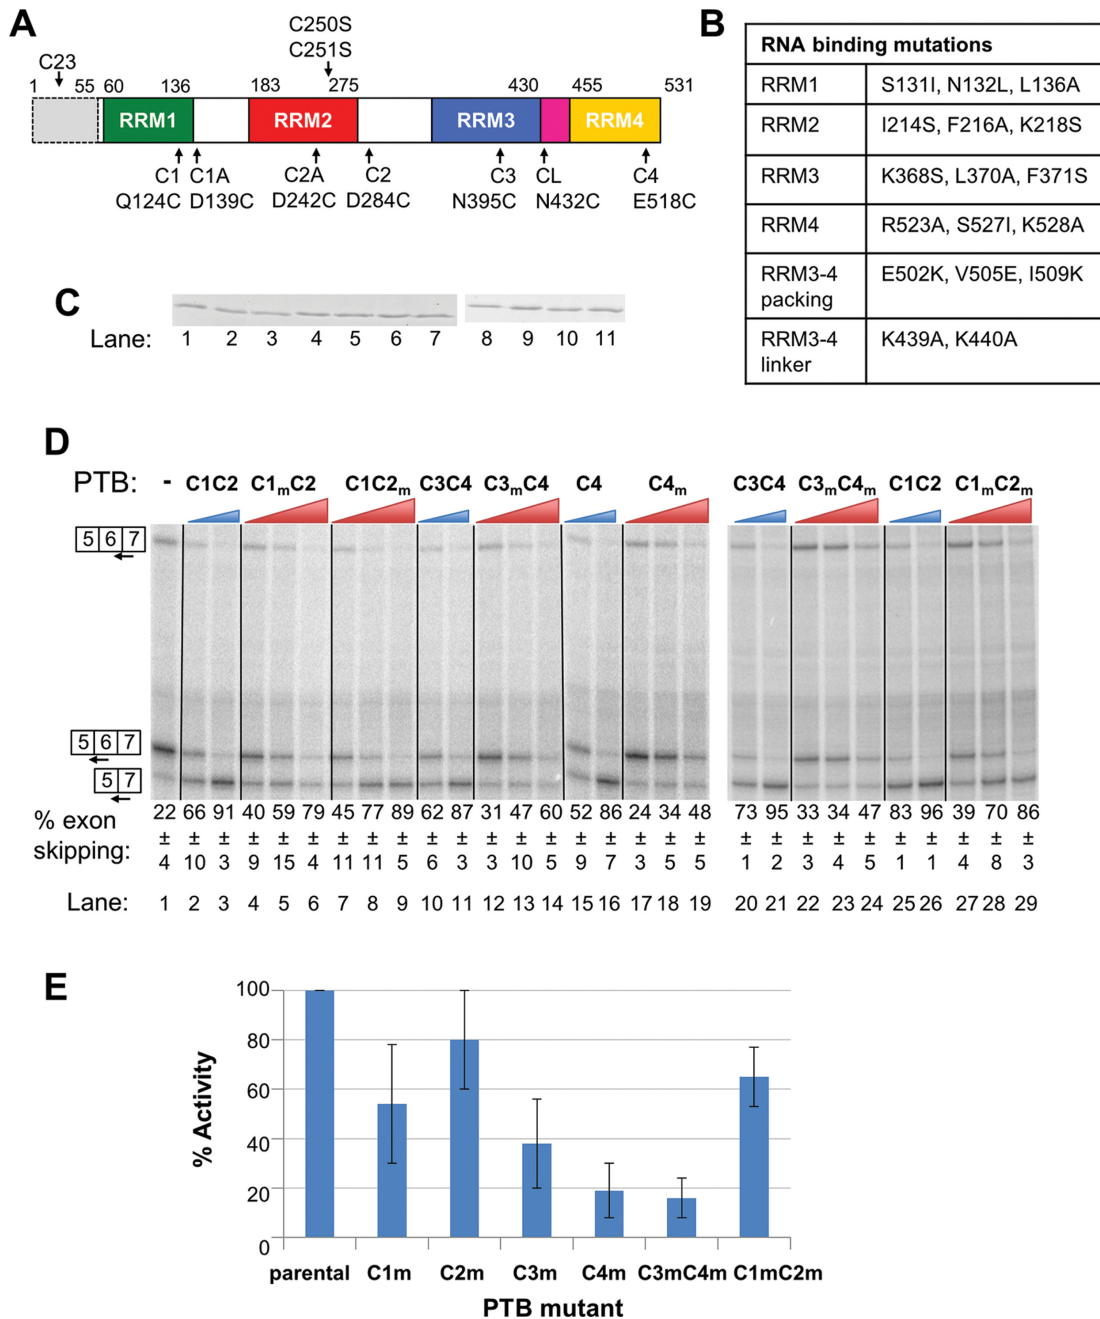 A
C23
C250S
C251S
1 55 60 136 183 275 430 455 531
RRM1 RRM2 RRM3 RRM4
C1 C1A C2A C2 C3 CL C4
Q124C D139C D242C D284C N395C N432C E518C
B
RNA binding mutations
RRM1 S131I, N132L, L136A
RRM2 I214S, F216A, K218S
RRM3 K368S, L370A, F371S
RRM4 R523A, S527I, K528A
RRM3-4 packing E502K, V505E, I509K
RRM3-4 linker K439A, K440A
C
Lane: 1 2 3 4 5 6 7 8 9 10 11
D
PTB: - C1C2 C1mC2 C1C2m C3C4 C3mC4 C4 C4m C3C4 C3mC4m C1C2 C1mC2m
5 6 7
5 6 7
5 7
% exon skipping:
22 66 91 40 59 79 45 77 89 62 87 31 47 60 52 86 24 34 48 73 95 33 34 47 83 96 39 70 86
± ± ± ± ± ± ± ± ± ± ± ± ± ± ± ± ± ± ± ± ± ± ± ± ± ± ± ± ±
4 10 3 9 15 4 11 11 5 6 3 3 10 5 9 7 3 5 5 1 2 3 4 5 1 1 4 8 3
Lane: 1 2 3 4 5 6 7 8 9 10 11 12 13 14 15 16 17 18 19 20 21 22 23 24 25 26 27 28 29
E
% Activity
100
80
60
40
20
0
parental C1m C2m C3m C4m C3mC4m C1mC2m
PTB mutant